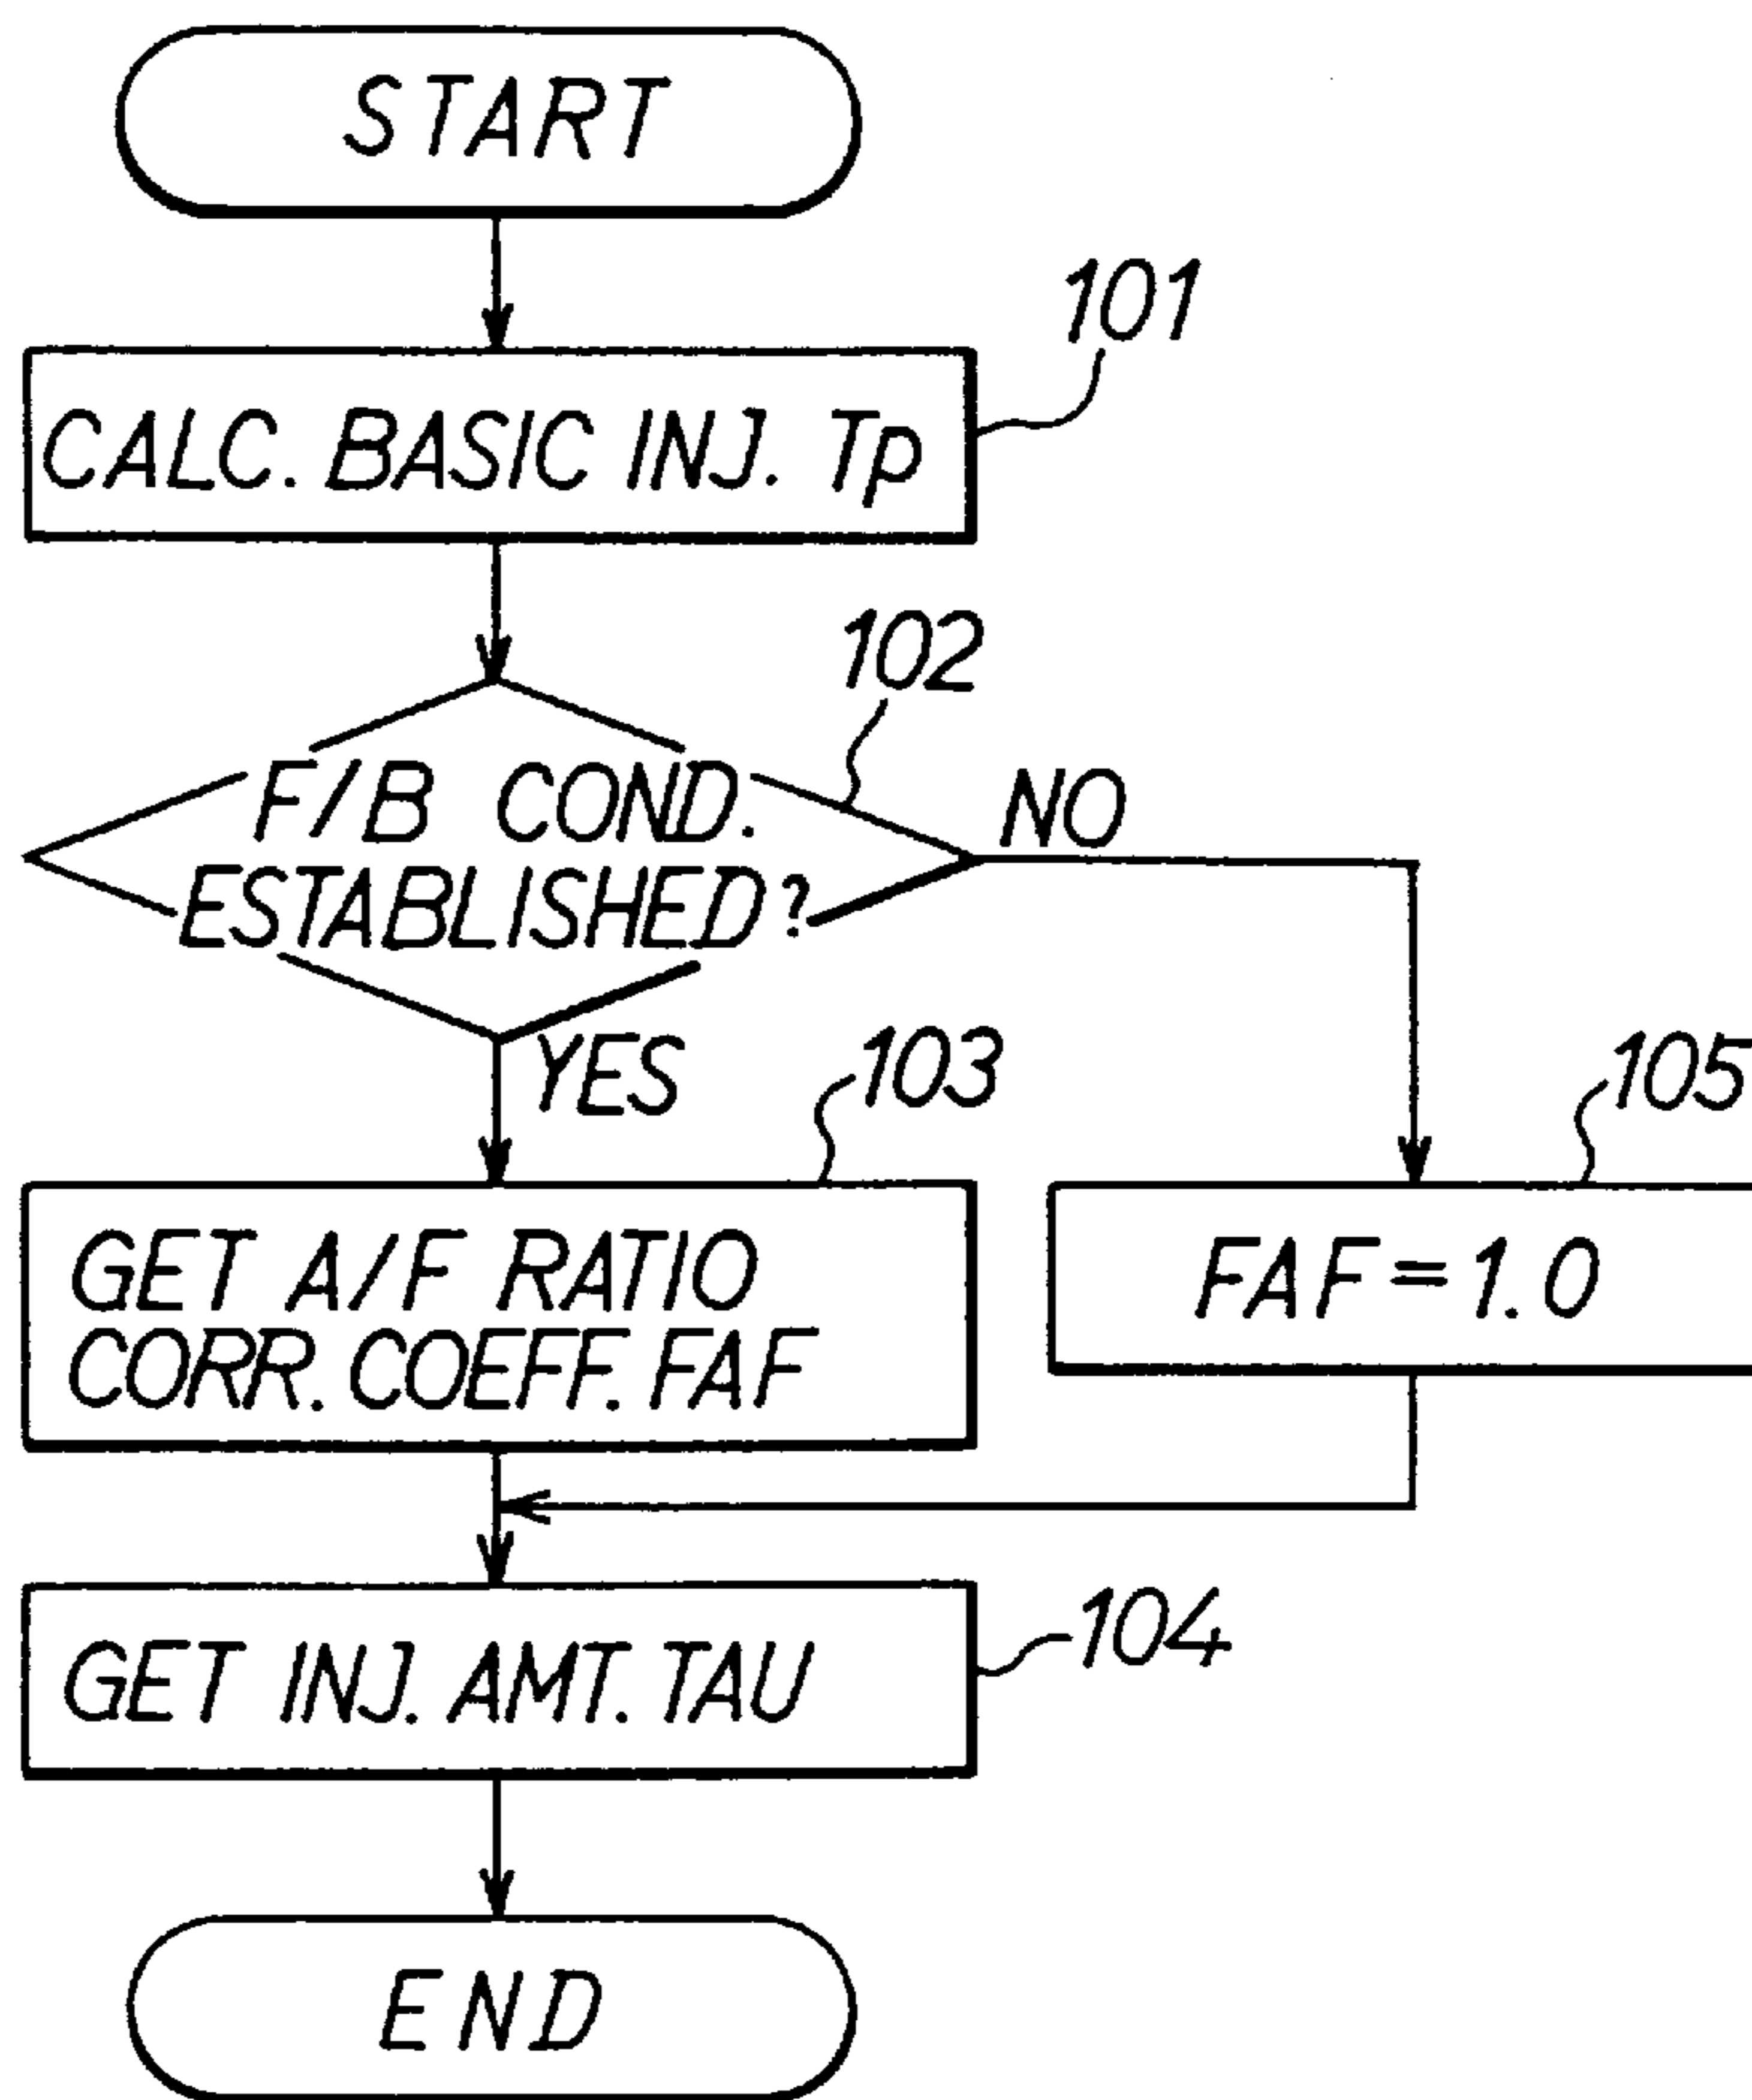 START
101
CALC. BASIC INJ. Tp
102
F/B COND.
ESTABLISHED?
NO
YES
103
105
GET A/F RATIO
CORR. COEFF. FAF
FAF=1.0
104
GET INJ. AMT. TAU
END